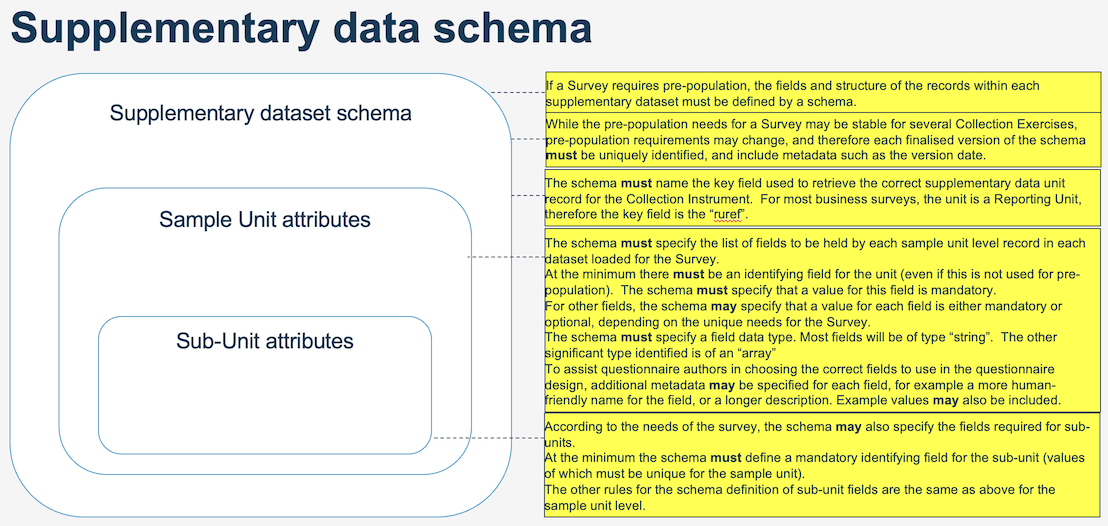 Supplementary data schema
Supplementary dataset schema
Sample Unit attributes
Sub-Unit attributes
If a Survey requires pre-population, the fields and structure of the records within each
supplementary dataset must be defined by a schema.
While the pre-population needs for a Survey may be stable for several Collection Exercises,
pre-population requirements may change, and therefore each finalised version of the schema
must be uniquely identified, and include metadata such as the version date.
The schema must name the key field used to retrieve the correct supplementary data unit
record for the Collection Instrument.  For most business surveys, the unit is a Reporting Unit,
therefore the key field is the “ruref”.
The schema must specify the list of fields to be held by each sample unit level record in each
dataset loaded for the Survey.
At the minimum there must be an identifying field for the unit (even if this is not used for pre-
population).  The schema must specify that a value for this field is mandatory.
For other fields, the schema may specify that a value for each field is either mandatory or
optional, depending on the unique needs for the Survey.
The schema must specify a field data type. Most fields will be of type “string”.  The other
significant type identified is of an “array”
To assist questionnaire authors in choosing the correct fields to use in the questionnaire
design, additional metadata may be specified for each field, for example a more human-
friendly name for the field, or a longer description. Example values may also be included.
According to the needs of the survey, the schema may also specify the fields required for sub-
units.
At the minimum the schema must define a mandatory identifying field for the sub-unit (values
of which must be unique for the sample unit).
The other rules for the schema definition of sub-unit fields are the same as above for the
sample unit level.